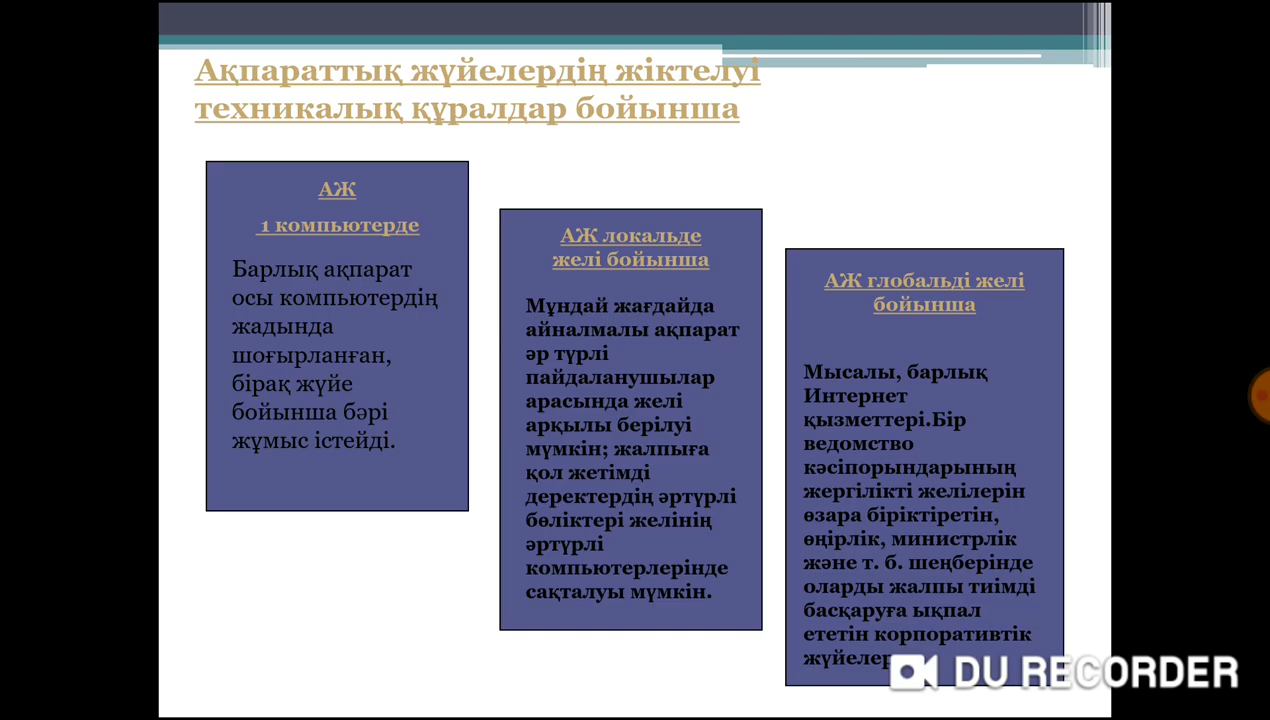 Ақпараттық жүйелердің жіктелуі
техникалық құралдар бойынша
АЖ
1 компьютерде
Барлық ақпарат
осы компьютердің
жадында
шоғырланған,
бірақ жүйе
бойынша бәрі
жұмыс істейді.
АЖ локальде
желі бойынша
Мұндай жағдайда
айналмалы ақпарат
әр түрлі
пайдаланушылар
арасында желі
арқылы берілуі
мүмкін; жалпыға
қол жетімді
деректердің әртүрлі
бөліктері желінің
әртүрлі
компьютерлерінде
сақталуы мүмкін.
АЖ глобальді желі
бойынша
Мысалы, барлық
Интернет
қызметтері.Бір
ведомство
кәсіпорындарының
жергілікті желілерін
өзара біріктіретін,
өңірлік, министрлік
және т. б. шеңберінде
оларды жалпы тиімді
басқаруға ықпал
ететін корпоративтік
жүйелер
DU RECORDER